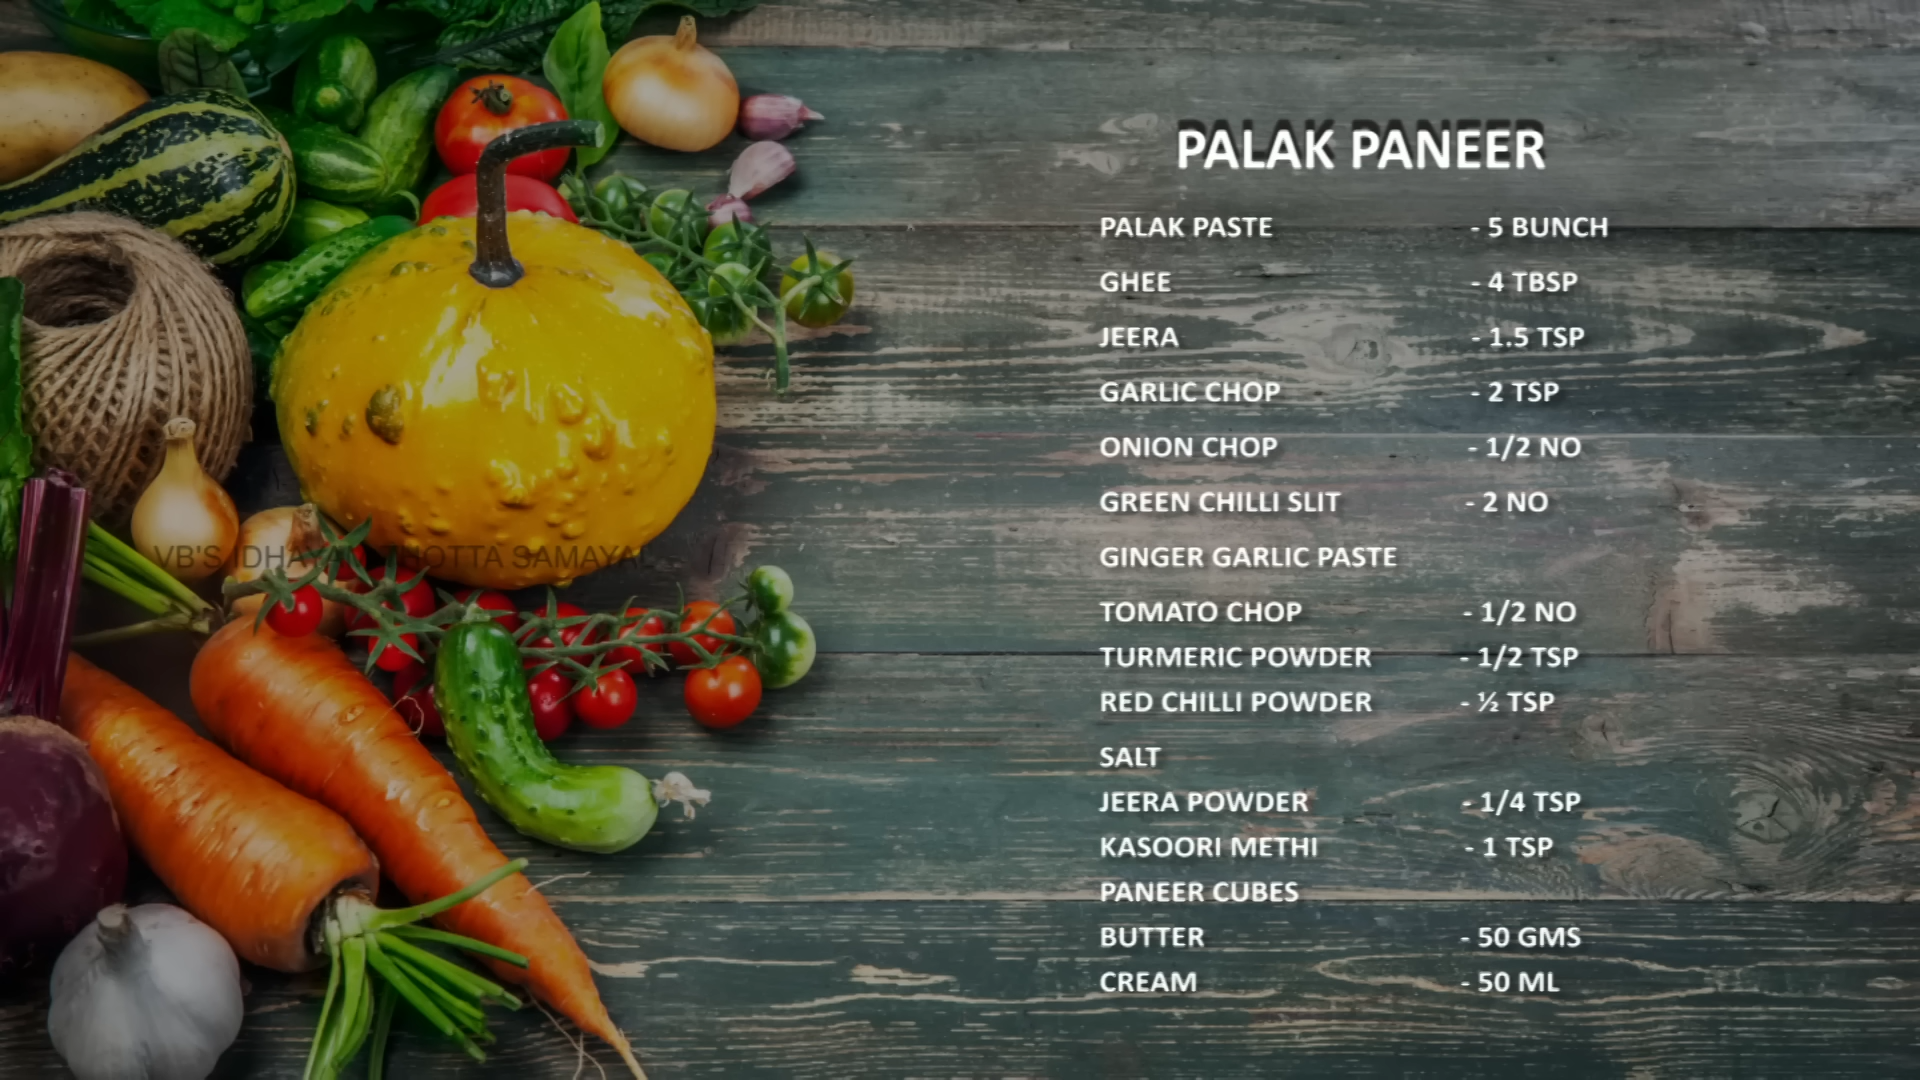 PALAK PANEER
PALAK PASTE - 5 BUNCH
GHEE - 4 TBSP
JEERA - 1.5 TSP
GARLIC CHOP - 2 TSP
ONION CHOP - 1/2 NO
GREEN CHILLI SLIT - 2 NO
GINGER GARLIC PASTE
TOMATO CHOP - 1/2 NO
TURMERIC POWDER - 1/2 TSP
RED CHILLI POWDER - ½ TSP
SALT
JEERA POWDER - 1/4 TSP
KASOORI METHI - 1 TSP
PANEER CUBES
BUTTER - 50 GMS
CREAM - 50 ML
VB'S SAMAYAL